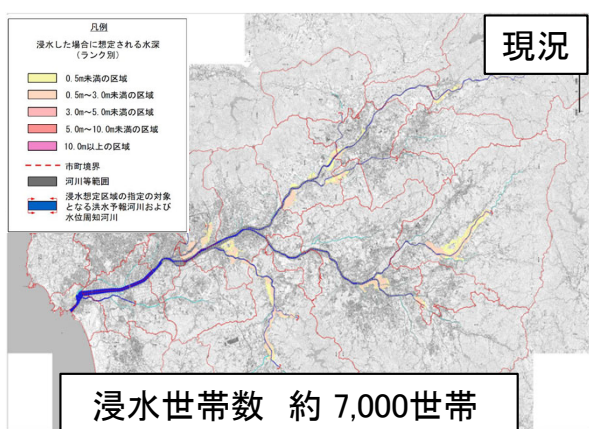 現況
凡例
浸水した場合に想定される水深
(ランク別)
0.5m未満の区域
0.5m～3.0m未満の区域
3.0m～5.0m未満の区域
5.0m～10.0m未満の区域
10.0m以上の区域
市町境界
河川等範囲
浸水想定区域の指定の対象
となる洪水予報河川および
水位周知河川
浸水世帯数 約 7,000世帯